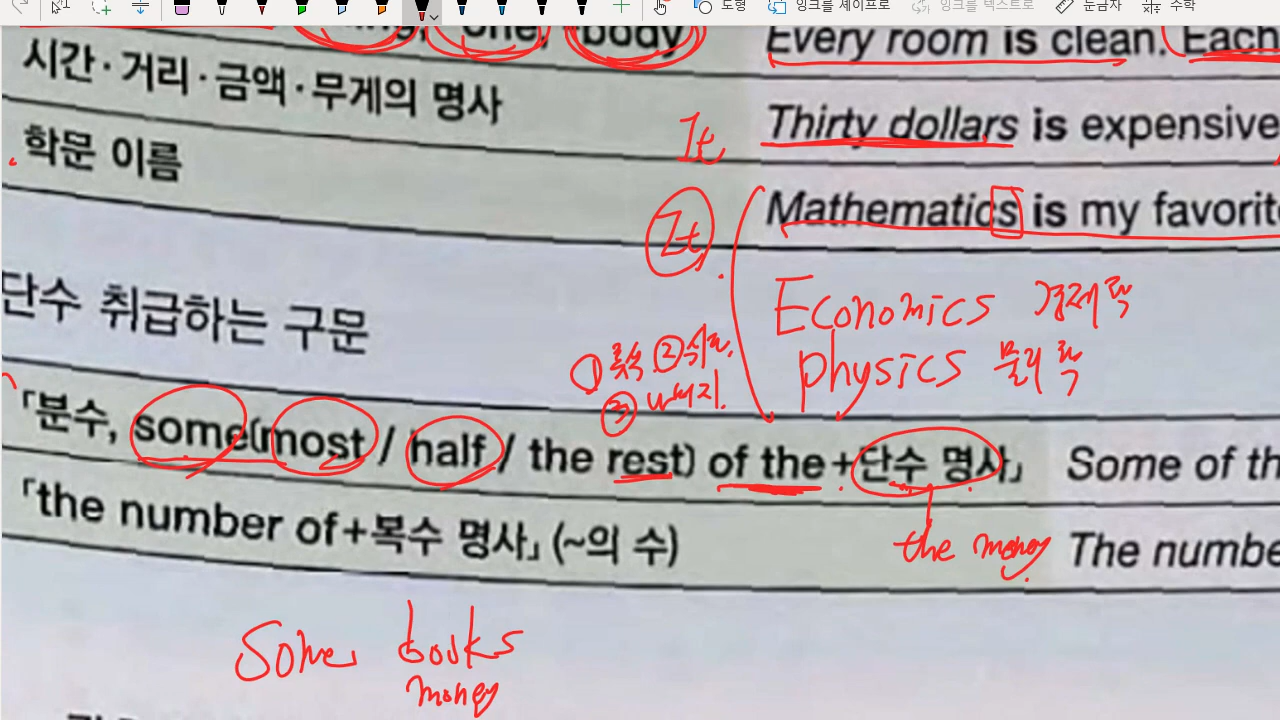 도형 잉크를 셰이프로 잉크를 텍스트로 눈금자 수학
one, body Every room is clean. Each
시간·거리·금액·무게의 명사
It Thirty dollars is expensive
학문 이름
It Mathematics is my favorit
Economics 경제학
physics 물리학
단수 취급하는 구문
① ②
③ 나머지.
「분수, some(most / half / the rest) of the+단수 명사」 Some of th
the money
「the number of+복수 명사」 (~의 수) The numbe
Some books
money